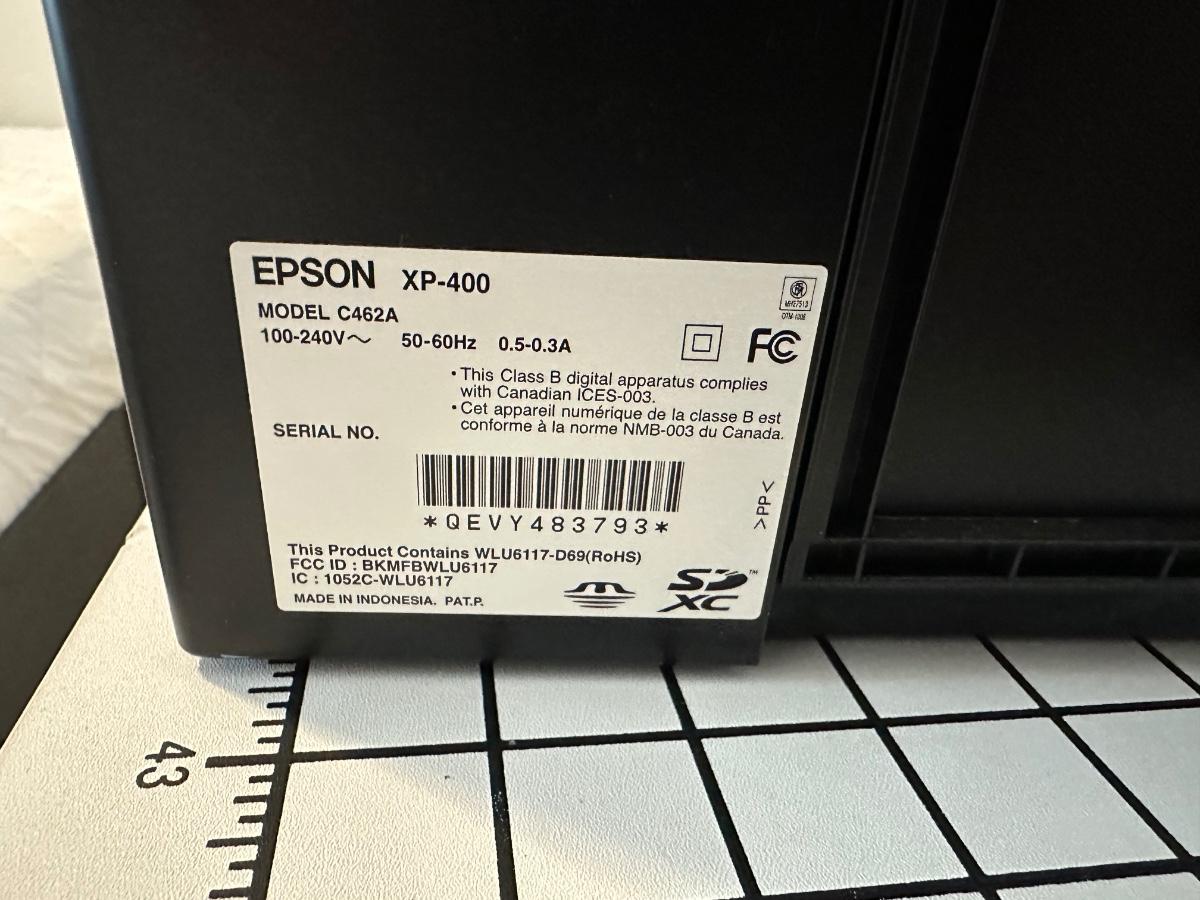 EPSON XP-400
MODEL C462A
100-240V～ 50-60Hz 0.5-0.3A
FC
• This Class B digital apparatus complies
with Canadian ICES-003.
• Cet appareil numérique de la classe B est
conforme à la norme NMB-003 du Canada.
SERIAL NO.
*QEVY483793*
>PP<
This Product Contains WLU6117-D69(RoHS)
FCC ID : BKMFBWLU6117
IC : 1052C-WLU6117
MADE IN INDONESIA. PAT.P.
SD XC ™
43